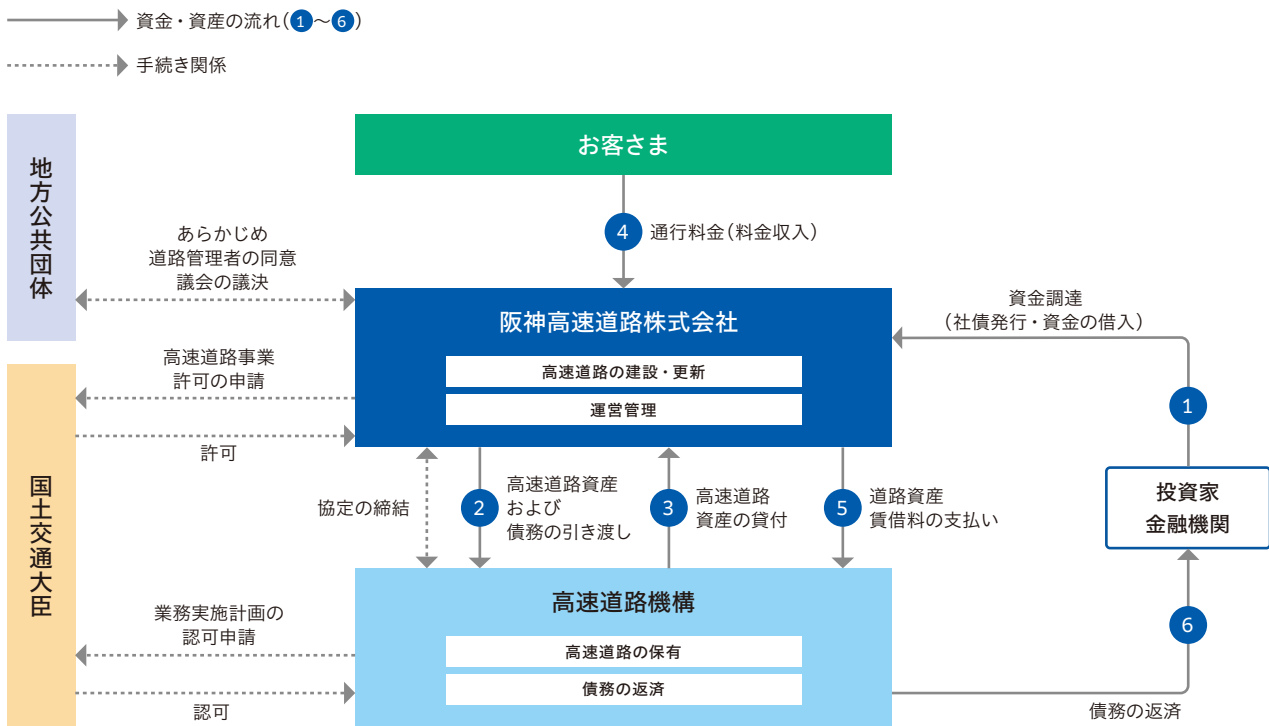 資金・資産の流れ(1～6)
手続き関係
地方公共団体
お客さま
4 通行料金(料金収入)
あらかじめ
道路管理者の同意
議会の議決
阪神高速道路株式会社
高速道路の建設・更新
運営管理
資金調達
(社債発行・資金の借入)
1
高速道路事業
許可の申請
許可
国土交通大臣
協定の締結
2
高速道路資産
および
債務の引き渡し
3
高速道路
資産の貸付
5
道路資産
賃借料の支払い
投資家
金融機関
高速道路機構
高速道路の保有
債務の返済
業務実施計画の
認可申請
認可
6
債務の返済